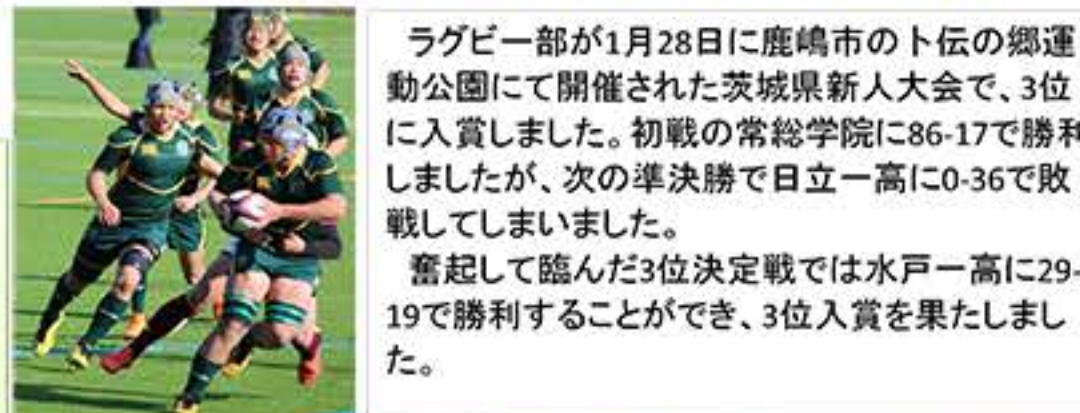 ラグビー部が1月28日に鹿嶋市の卜伝の郷運
動公園にて開催された茨城県新人大会で、3位
に入賞しました。初戦の常総学院に86-17で勝利
しましたが、次の準決勝で日立一高に0-36で敗
戦してしまいました。
奮起して臨んだ3位決定戦では水戸一高に29-
19で勝利することができ、3位入賞を果たしまし
た。